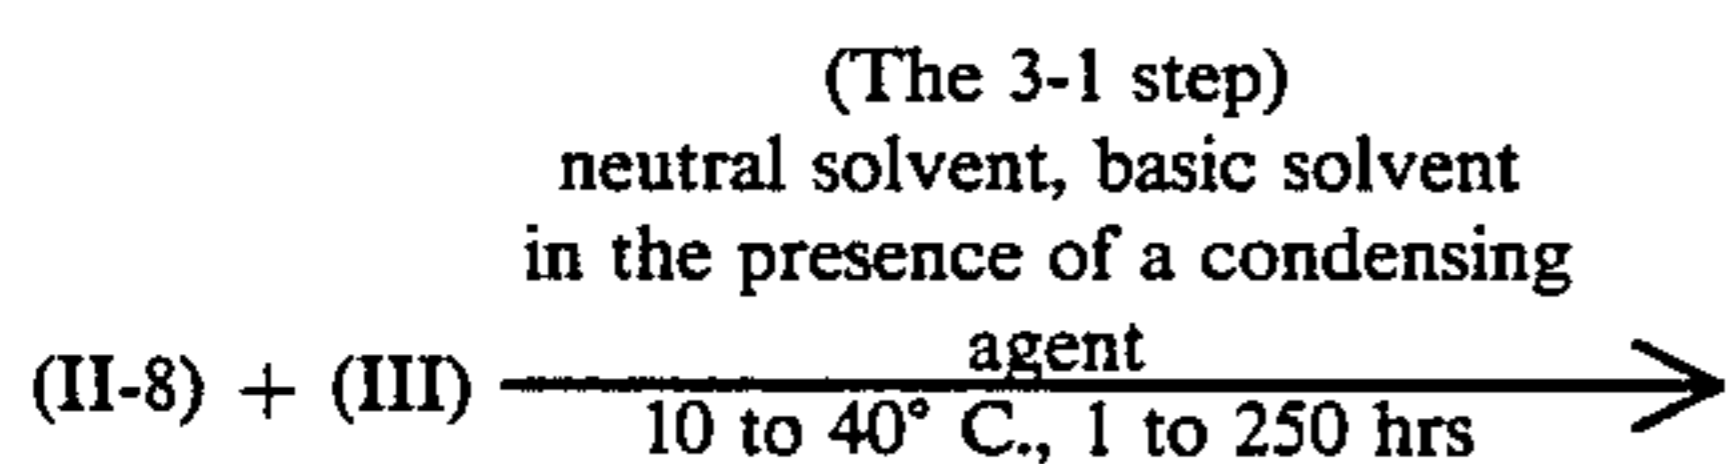 (The 3-1 step)
neutral solvent, basic solvent
in the presence of a condensing
agent
(II-8) + (III)
10 to 40° C., 1 to 250 hrs